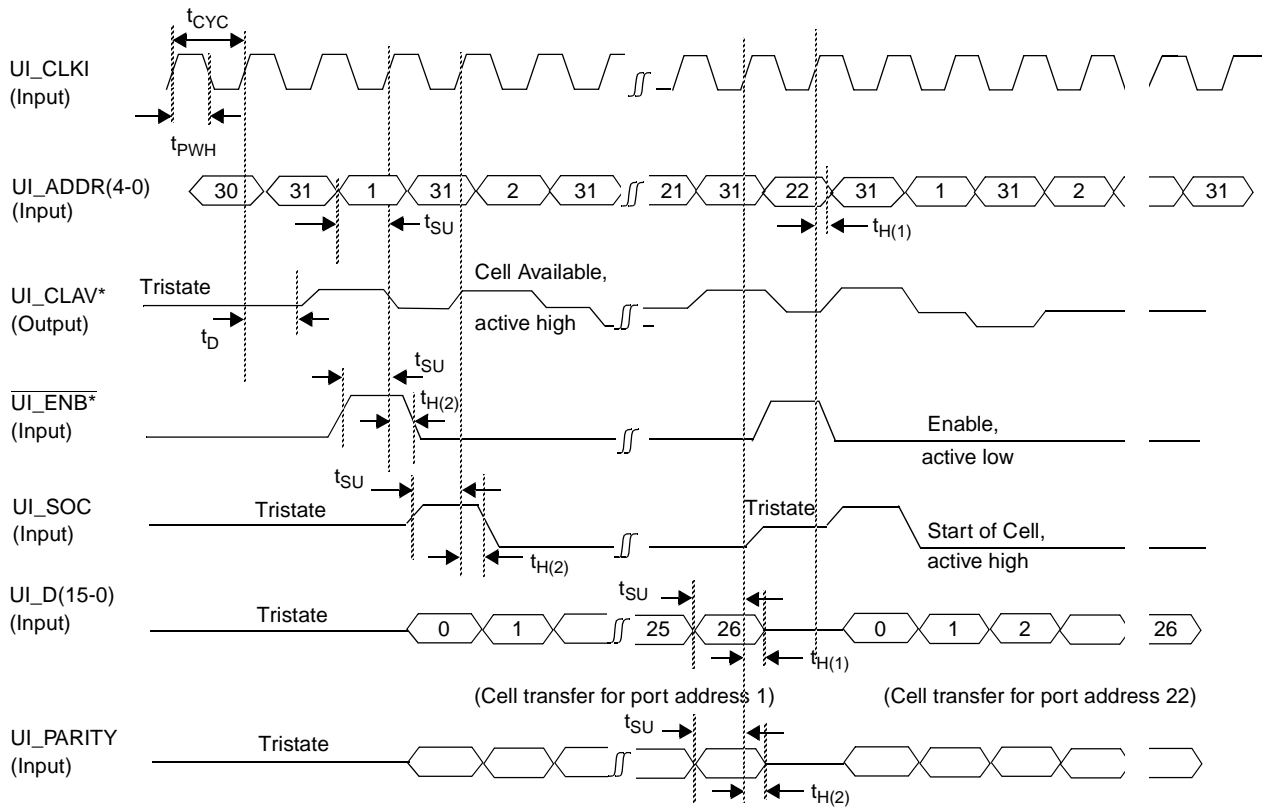 tCYC
UI_CLKI
(Input)
tPWH
UI_ADDR(4-0)
(Input)
30 31 1 31 2 31 21 31 22 31 1 31 2 31
tSU
tH(1)
UI_CLAV*
(Output)
Tristate
Cell Available,
active high
tD
tSU
UI_ENB*
(Input)
tH(2)
Enable,
active low
tSU
UI_SOC
(Input)
Tristate
Tristate
Start of Cell,
active high
tH(2)
UI_D(15-0)
(Input)
Tristate
tSU
0 1 25 26 0 1 2 26
tH(1)
(Cell transfer for port address 1) (Cell transfer for port address 22)
tSU
UI_PARITY
(Input)
Tristate
tH(2)